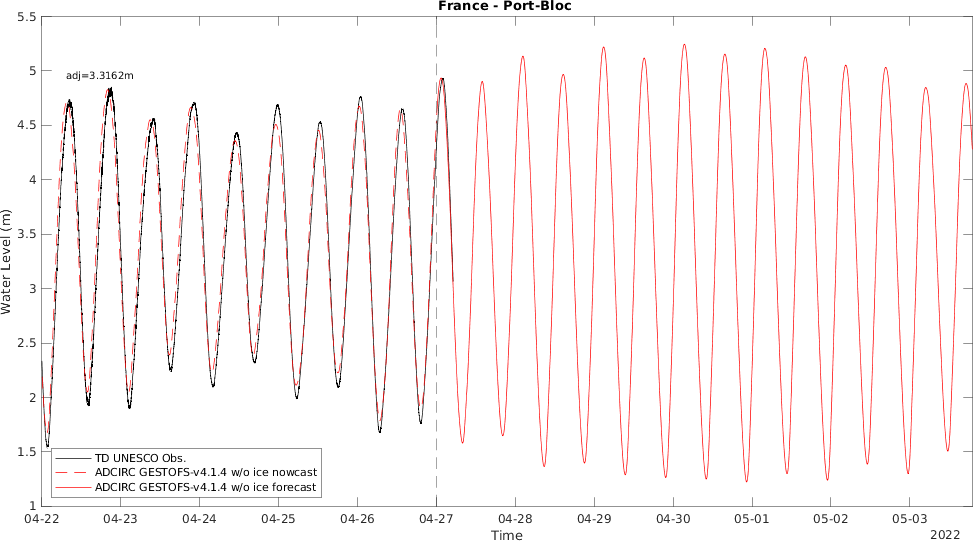 France - Port-Bloc
adj=3.3162m
Water Level (m)
5.5
5
4.5
4
3.5
3
2.5
2
1.5
1
TD UNESCO Obs.
ADCIRC GESTOFS-v4.1.4 w/o ice nowcast
ADCIRC GESTOFS-v4.1.4 w/o ice forecast
04-22 04-23 04-24 04-25 04-26 04-27 04-28 04-29 04-30 05-01 05-02 05-03
Time
2022